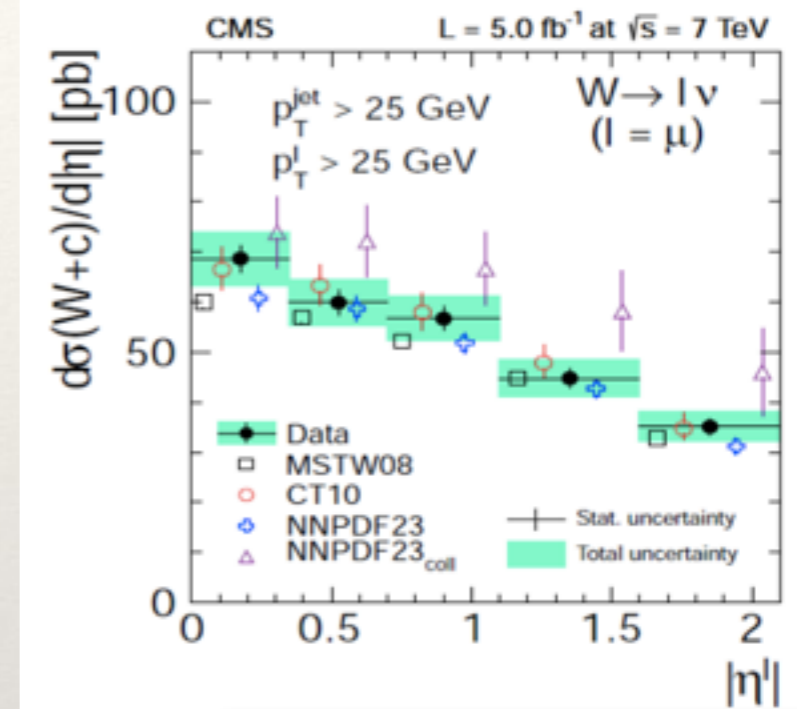 CMS L = 5.0 fb⁻¹ at √s = 7 TeV
dσ(W+c)/d|η| [pb]
p_T^jet > 25 GeV
p_T^l > 25 GeV
W→ l ν
(l = μ)
100
50
0
Data
MSTW08
CT10
NNPDF23
NNPDF23_coll
Stat. uncertainty
Total uncertainty
0 0.5 1 1.5 2
|η^l|